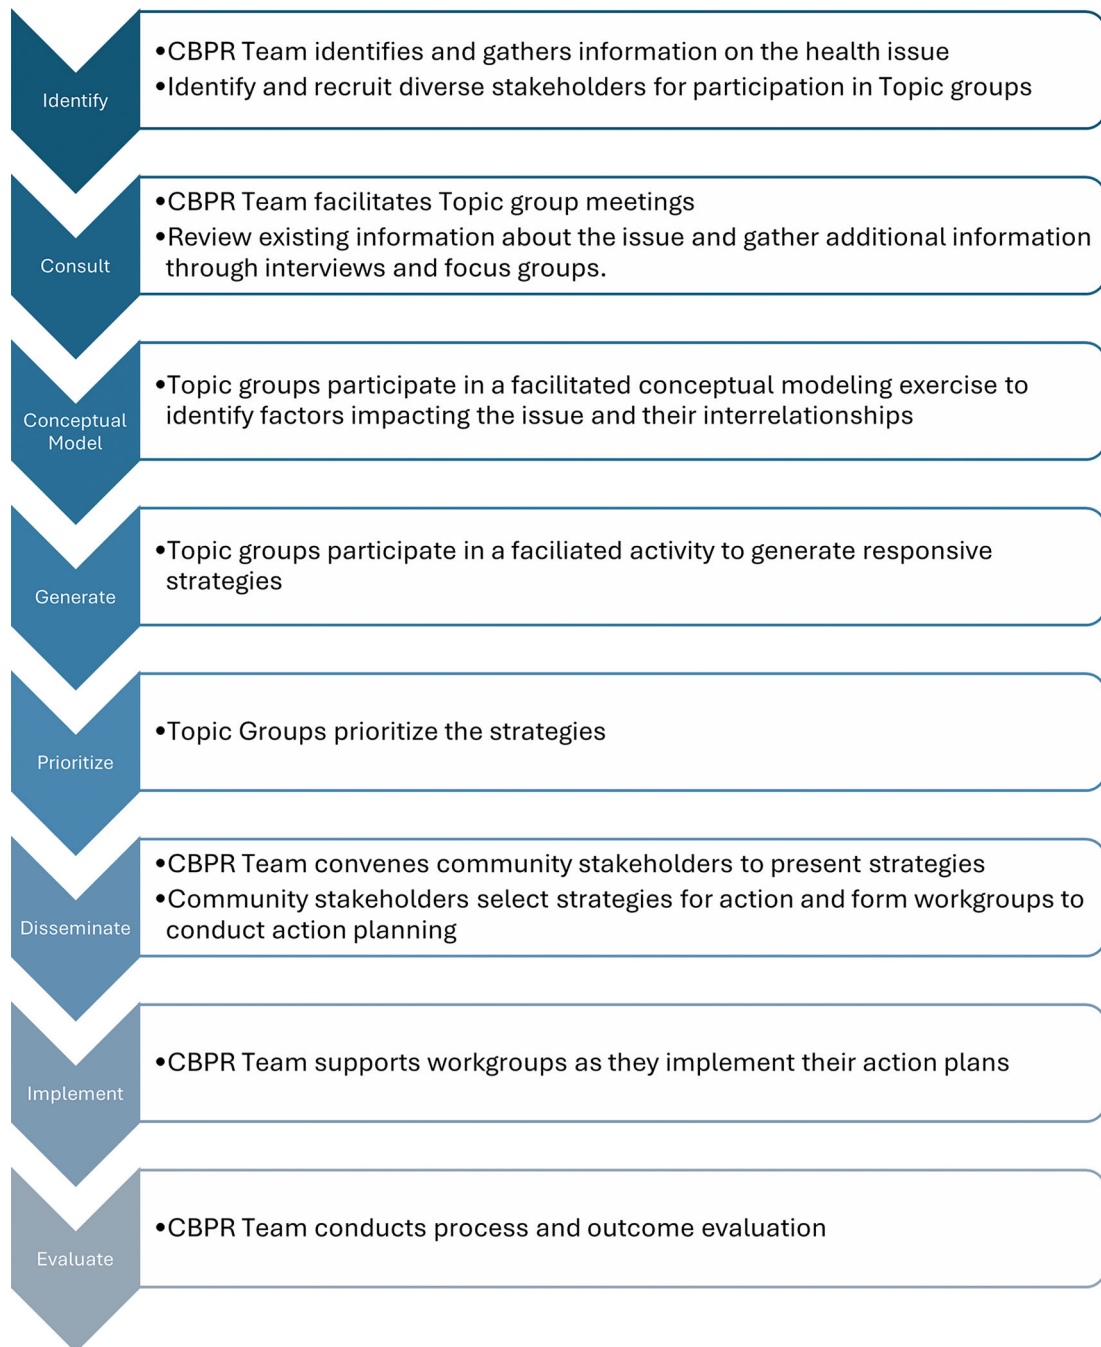 Identify
•CBPR Team identifies and gathers information on the health issue
•Identify and recruit diverse stakeholders for participation in Topic groups
Consult
•CBPR Team facilitates Topic group meetings
•Review existing information about the issue and gather additional information
through interviews and focus groups.
Conceptual
Model
•Topic groups participate in a facilitated conceptual modeling exercise to
identify factors impacting the issue and their interrelationships
Generate
•Topic groups participate in a faciliated activity to generate responsive
strategies
Prioritize
•Topic Groups prioritize the strategies
Disseminate
•CBPR Team convenes community stakeholders to present strategies
•Community stakeholders select strategies for action and form workgroups to
conduct action planning
Implement
•CBPR Team supports workgroups as they implement their action plans
Evaluate
•CBPR Team conducts process and outcome evaluation